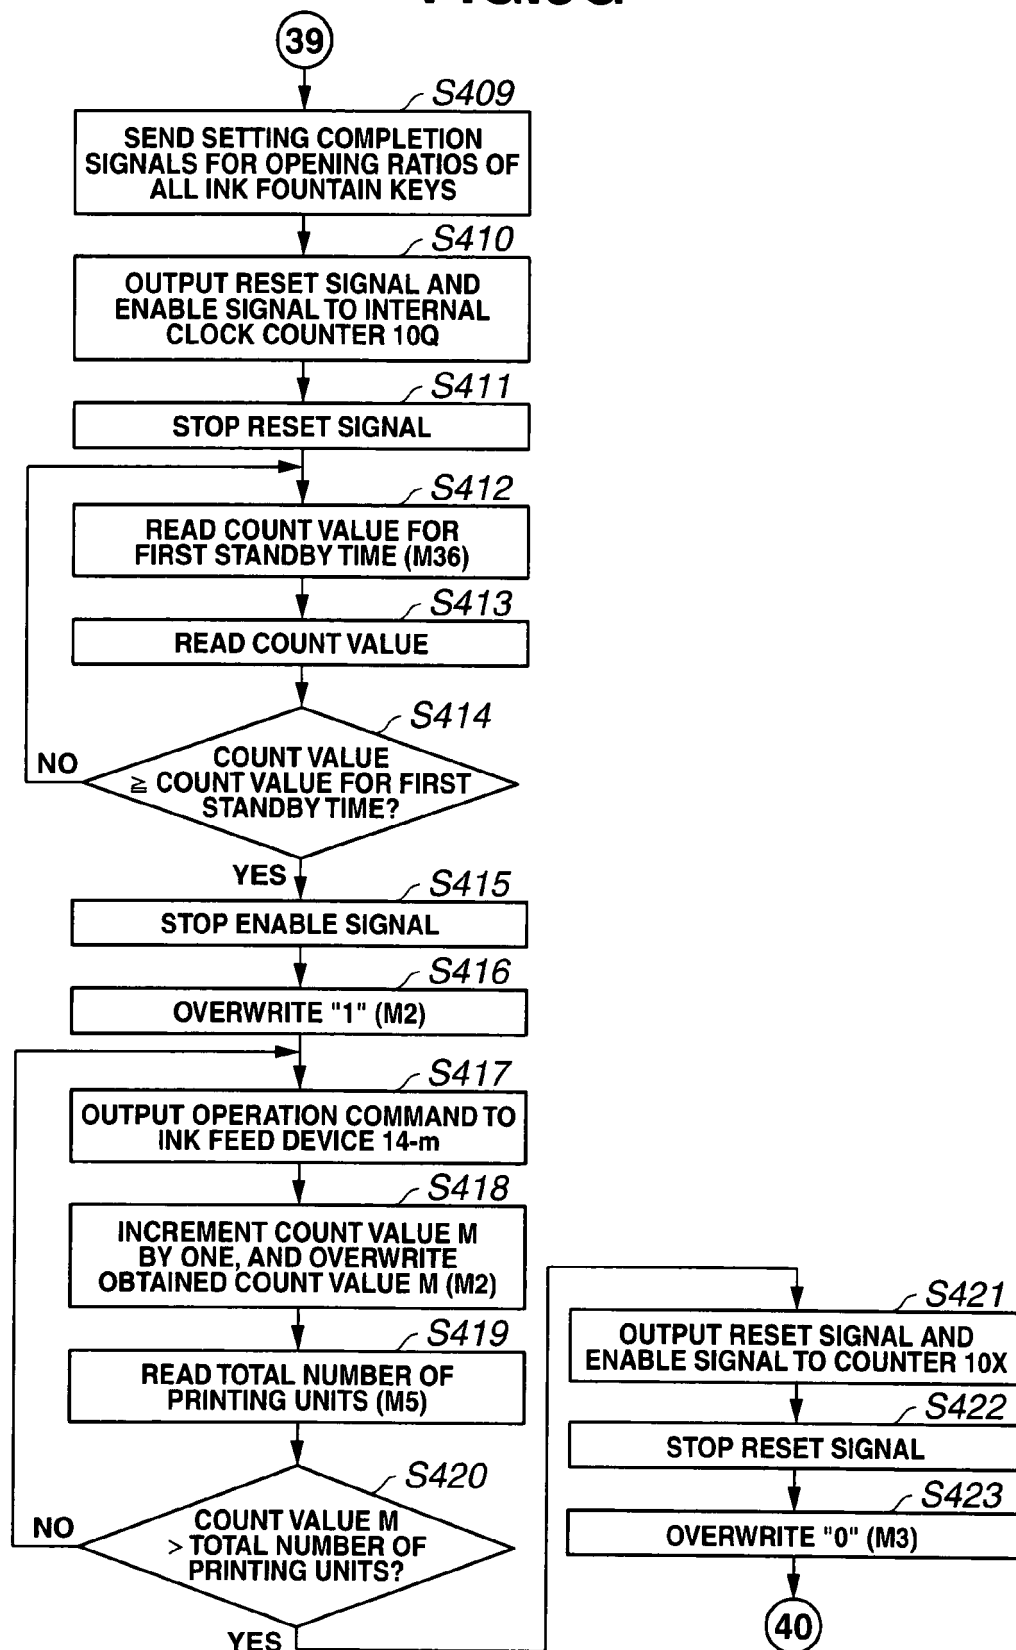 39
S409
SEND SETTING COMPLETION
SIGNALS FOR OPENING RATIOS OF
ALL INK FOUNTAIN KEYS
S410
OUTPUT RESET SIGNAL AND
ENABLE SIGNAL TO INTERNAL
CLOCK COUNTER 10Q
S411
STOP RESET SIGNAL
S412
READ COUNT VALUE FOR
FIRST STANDBY TIME (M36)
S413
READ COUNT VALUE
S414
COUNT VALUE
≧ COUNT VALUE FOR FIRST
STANDBY TIME?
NO
YES
S415
STOP ENABLE SIGNAL
S416
OVERWRITE "1" (M2)
S417
OUTPUT OPERATION COMMAND TO
INK FEED DEVICE 14-m
S418
INCREMENT COUNT VALUE M
BY ONE, AND OVERWRITE
OBTAINED COUNT VALUE M (M2)
S419
READ TOTAL NUMBER OF
PRINTING UNITS (M5)
S420
COUNT VALUE M
> TOTAL NUMBER OF
PRINTING UNITS?
NO
YES
S421
OUTPUT RESET SIGNAL AND
ENABLE SIGNAL TO COUNTER 10X
S422
STOP RESET SIGNAL
S423
OVERWRITE "0" (M3)
40